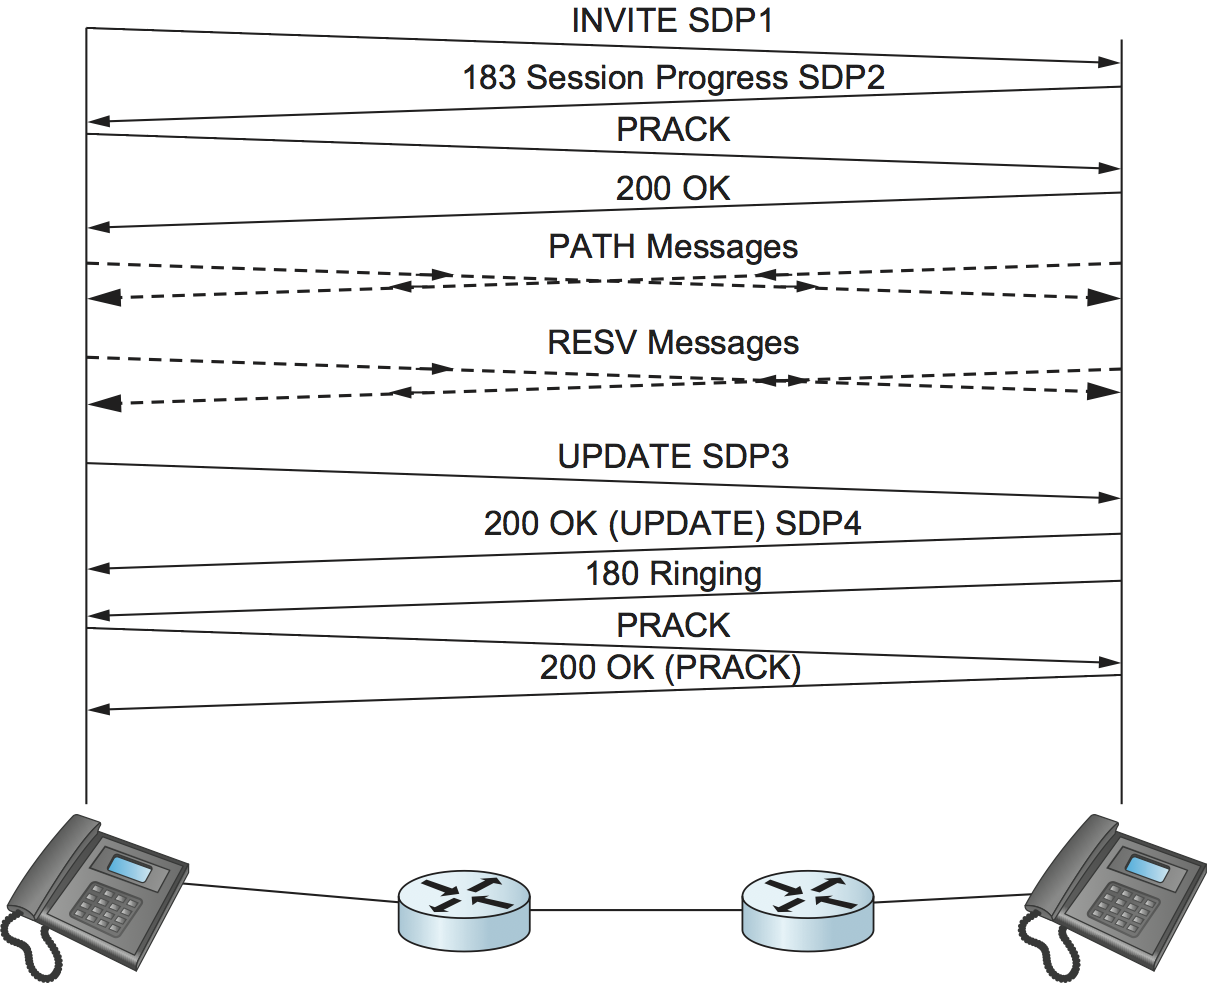 INVITE SDP1
183 Session Progress SDP2
PRACK
200 OK
PATH Messages
RESV Messages
UPDATE SDP3
200 OK (UPDATE) SDP4
180 Ringing
PRACK
200 OK (PRACK)